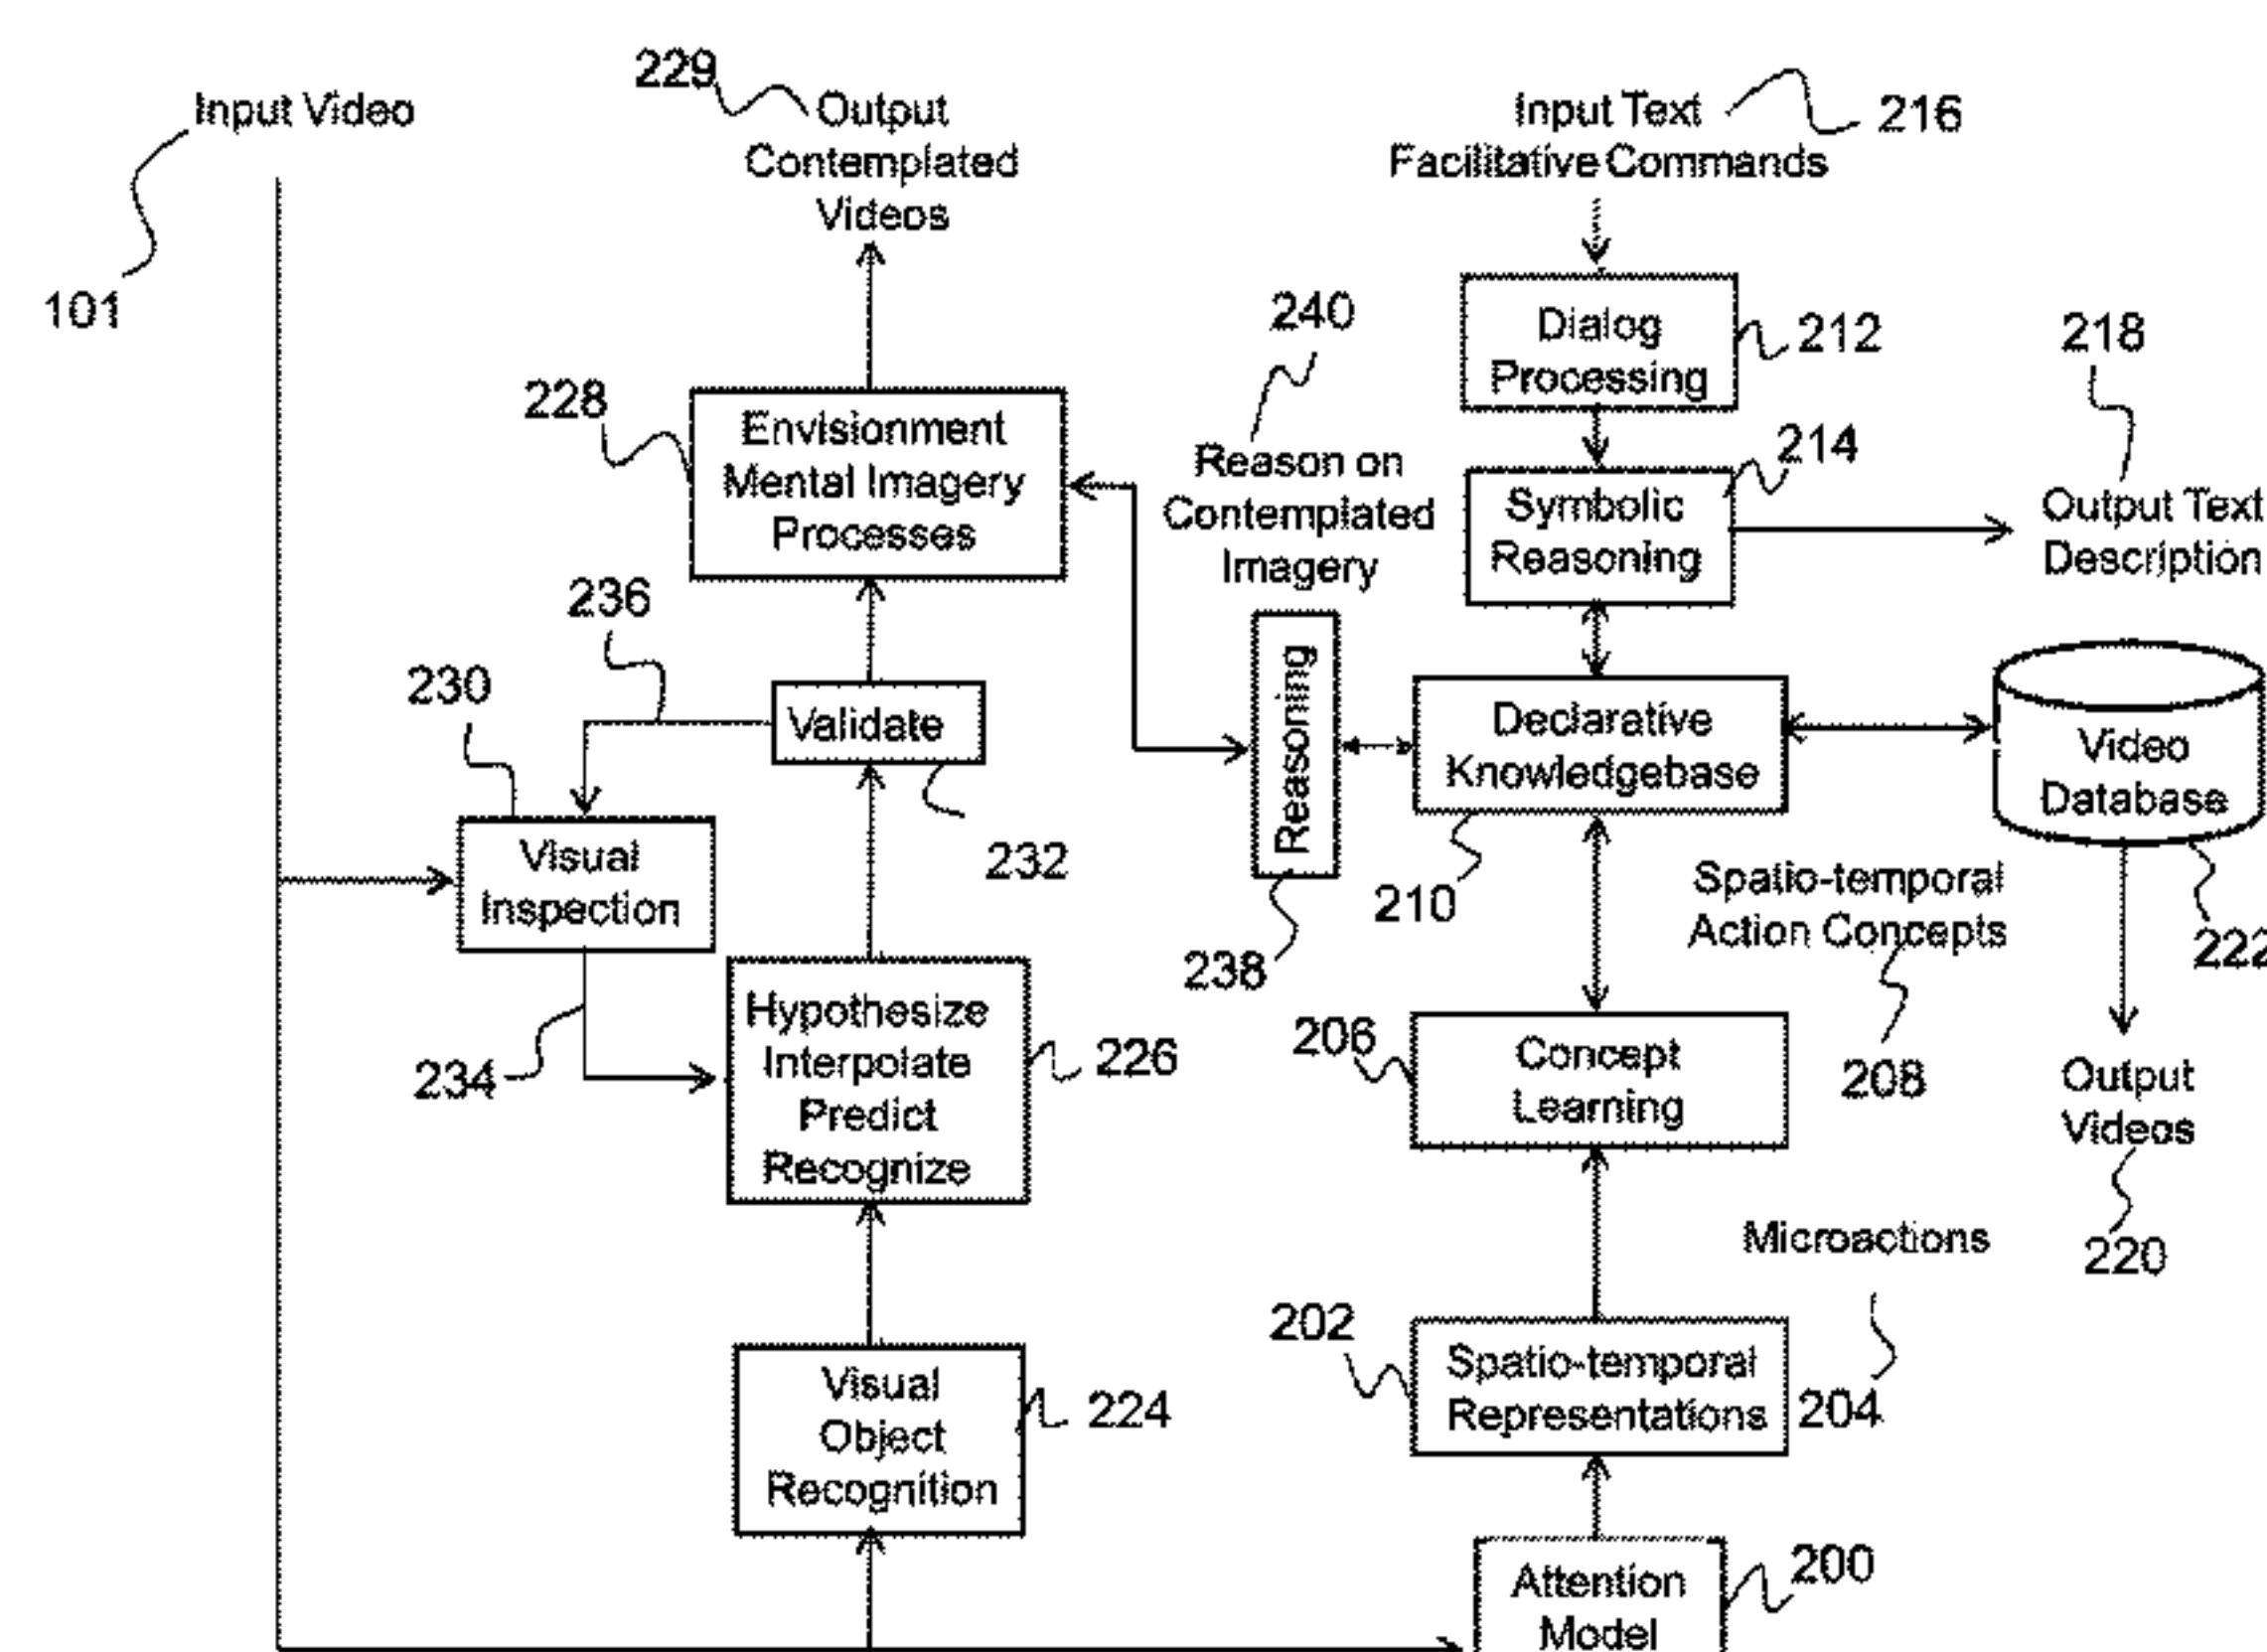 Input Video
101
229
Output
Contemplated
Videos
Input Text
Facilitative Commands
216
Dialog
Processing
212
240
Reason on
Contemplated
Imagery
218
Output Text
Description
228
Envisionment
Mental Imagery
Processes
214
Symbolic
Reasoning
236
230
Validate
232
Reasoning
238
Declarative
Knowledgebase
210
Video
Database
222
Visual
Inspection
234
Spatio-temporal
Action Concepts
208
Hypothesize
Interpolate
Predict
Recognize
226
206
Concept
Learning
Output
Videos
220
Microactions
204
202
Spatio-temporal
Representations
Visual
Object
Recognition
224
Attention
Model
200